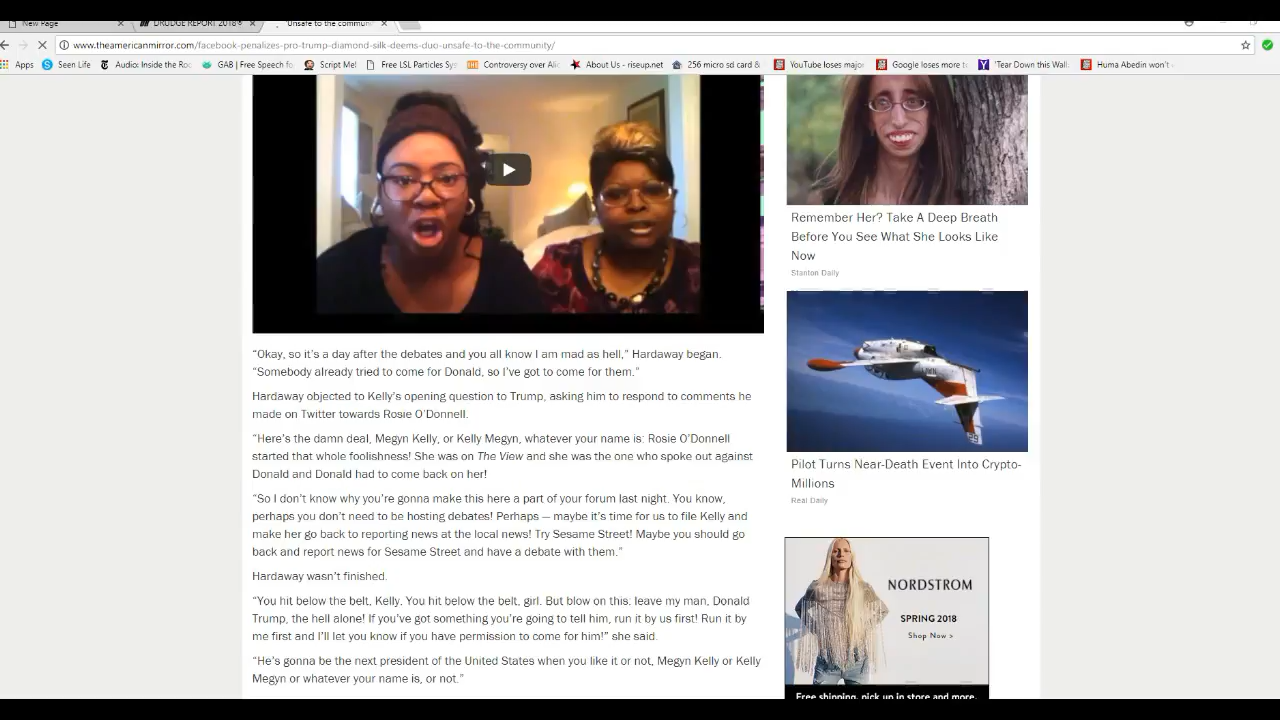 New Page
DRUDGE REPORT 2018®
"Unsafe to the commun
www.theamericanmirror.com/facebook-penalizes-pro-trump-diamond-silk-deems-duo-unsafe-to-the-community/
Apps Seen Life Audio: Inside the Roc GAB | Free Speech fo Script Me! Free LSL Particles Sys Controversy over Alic About Us - riseup.net 256 micro sd card & YouTube loses major Google loses more t 'Tear Down this Wall: Huma Abedin won't
"Okay, so it's a day after the debates and you all know I am mad as hell," Hardaway began.
"Somebody already tried to come for Donald, so I've got to come for them."
Hardaway objected to Kelly's opening question to Trump, asking him to respond to comments he
made on Twitter towards Rosie O'Donnell.
"Here's the damn deal, Megyn Kelly, or Kelly Megyn, whatever your name is: Rosie O'Donnell
started that whole foolishness! She was on The View and she was the one who spoke out against
Donald and Donald had to come back on her!
"So I don't know why you're gonna make this here a part of your forum last night. You know,
perhaps you don't need to be hosting debates! Perhaps — maybe it's time for us to file Kelly and
make her go back to reporting news at the local news! Try Sesame Street! Maybe you should go
back and report news for Sesame Street and have a debate with them."
Hardaway wasn't finished.
"You hit below the belt, Kelly. You hit below the belt, girl. But blow on this: leave my man, Donald
Trump, the hell alone! If you've got something you're going to tell him, run it by us first! Run it by
me first and I'll let you know if you have permission to come for him!" she said.
"He's gonna be the next president of the United States when you like it or not, Megyn Kelly or Kelly
Megyn or whatever your name is, or not."
Remember Her? Take A Deep Breath
Before You See What She Looks Like
Now
Stanton Daily
Pilot Turns Near-Death Event Into Crypto-
Millions
Real Daily
NORDSTROM
SPRING 2018
Shop Now >
Free shipping, pick up in store and more.